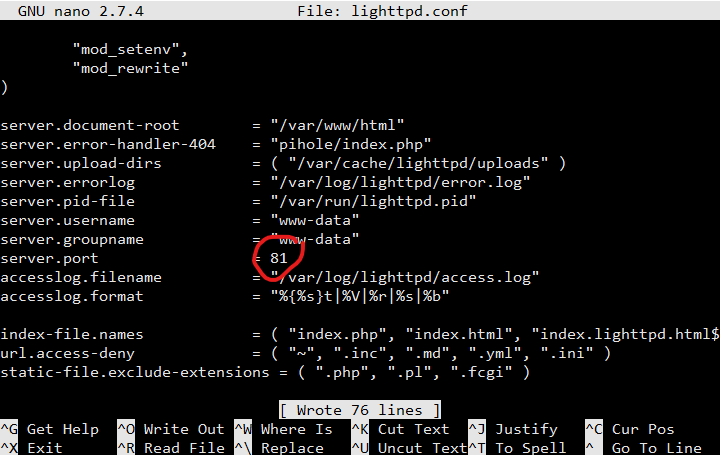 GNU nano 2.7.4 File: lighttpd.conf
"mod_setenv",
"mod_rewrite"
)
server.document-root = "/var/www/html"
server.error-handler-404 = "pihole/index.php"
server.upload-dirs = ( "/var/cache/lighttpd/uploads" )
server.errorlog = "/var/log/lighttpd/error.log"
server.pid-file = "/var/run/lighttpd.pid"
server.username = "www-data"
server.groupname = "www-data"
server.port = 81
accesslog.filename = "/var/log/lighttpd/access.log"
accesslog.format = "%{%s}t|%V|%r|%s|%b"
index-file.names = ( "index.php", "index.html", "index.lighttpd.html$
url.access-deny = ( "~", ".inc", ".md", ".yml", ".ini" )
static-file.exclude-extensions = ( ".php", ".pl", ".fcgi" )
[ Wrote 76 lines ]
^G Get Help ^O Write Out ^W Where Is ^K Cut Text ^J Justify ^C Cur Pos
^X Exit ^R Read File ^\ Replace ^U Uncut Text ^T To Spell ^_ Go To Line